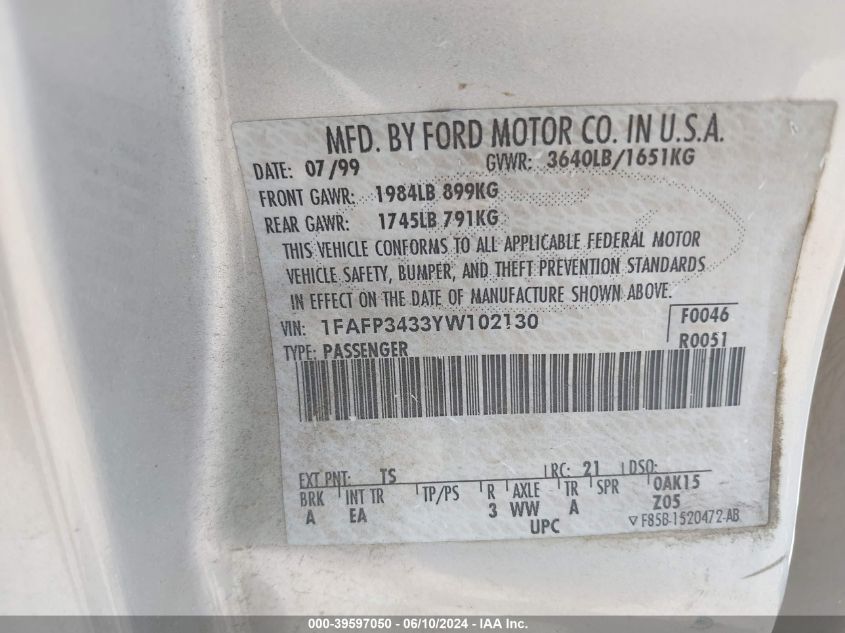 MFD. BY FORD MOTOR CO. IN U.S.A.
DATE: 07/99 GVWR: 3640LB/1651KG
FRONT GAWR: 1984LB 899KG
REAR GAWR: 1745LB 791KG
THIS VEHICLE CONFORMS TO ALL APPLICABLE FEDERAL MOTOR
VEHICLE SAFETY, BUMPER, AND THEFT PREVENTION STANDARDS
IN EFFECT ON THE DATE OF MANUFACTURE SHOWN ABOVE.
VIN: 1FAFP3433YW102130 F0046
TYPE: PASSENGER R0051
EXT PNT: TS RC: 21 DSO:
BRK INT TR TP/PS R AXLE TR SPR OAK15
A EA 3 WW A Z05
UPC ▽F85B-1520472-AB
000-39597050 - 06/10/2024 - IAA Inc.